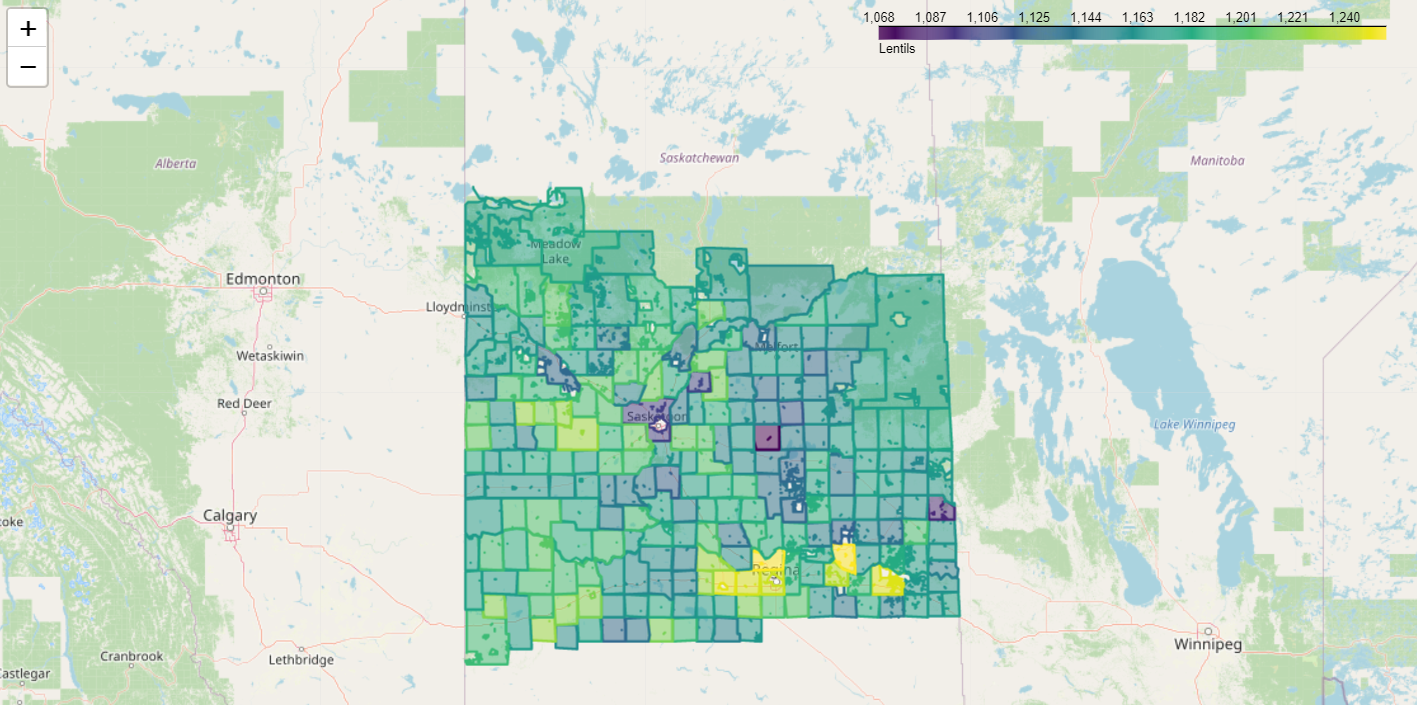 +
−
1,068 1,087 1,106 1,125 1,144 1,163 1,182 1,201 1,221 1,240
Lentils
Alberta
Saskatchewan
Manitoba
Meadow
Lake
Edmonton
Lloydminst
Wetaskiwin
Melfort
Red Deer
Saskatoon
Lake Winnipeg
Calgary
oke
Regina
Winnipeg
Cranbrook
Lethbridge
Castlegar